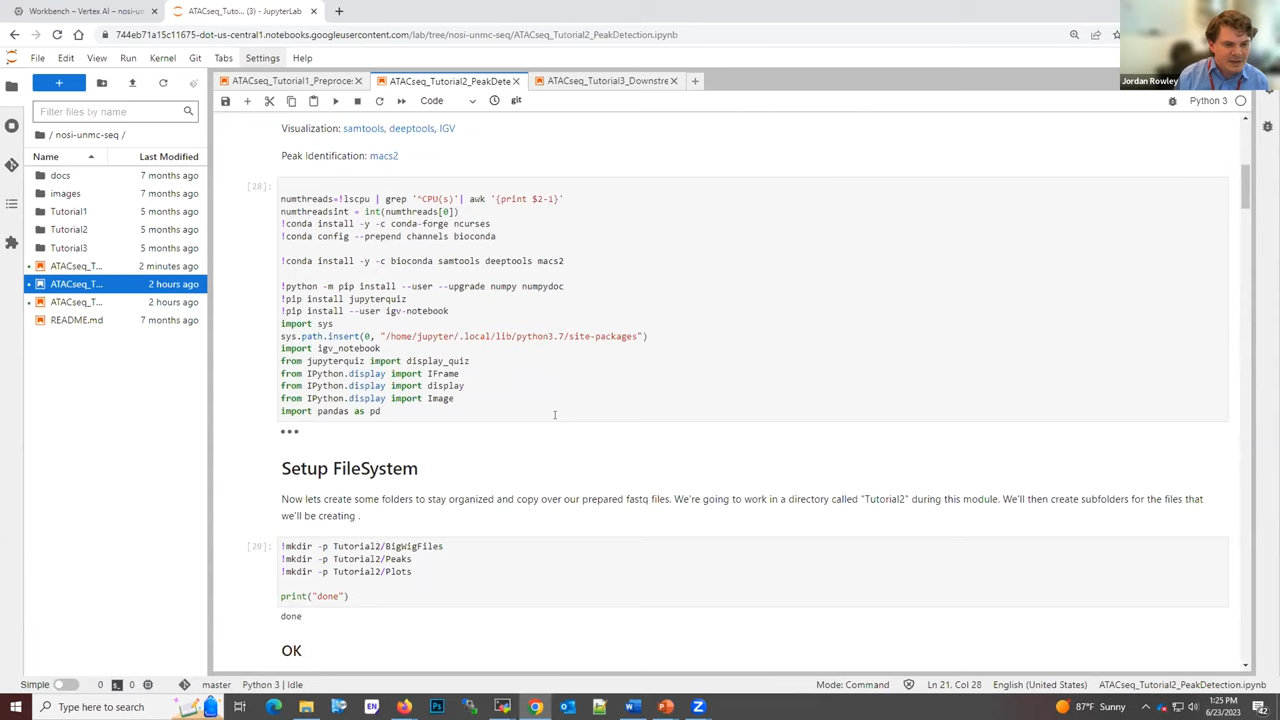 Workbench – Vertex AI – nosi-un
ATACseq_Tuto... (3) - JupyterLab
744eb71a15c11675-dot-us-central1.notebooks.googleusercontent.com/lab/tree/nosi-unmc-seq/ATACseq_Tutorial2_PeakDetection.ipynb
Jordan Rowley
File Edit View Run Kernel Git Tabs Settings Help
ATACseq_Tutorial1_Preproce
ATACseq_Tutorial2_PeakDete
ATACseq_Tutorial3_Downstre
Code
git
Python 3
Filter files by name
/ nosi-unmc-seq /
Name Last Modified
docs 7 months ago
images 7 months ago
Tutorial1 5 months ago
Tutorial2 5 months ago
Tutorial3 5 months ago
ATACseq_T... 2 minutes ago
ATACseq_T... 2 hours ago
ATACseq_T... 2 hours ago
README.md 7 months ago
Visualization: samtools, deeptools, IGV
Peak Identification: macs2
[28]:
numthreads=!lscpu | grep '^CPU(s)'| awk '{print $2-1}'
numthreadsint = int(numthreads[0])
!conda install -y -c conda-forge ncurses
!conda config --prepend channels bioconda
!conda install -y -c bioconda samtools deeptools macs2
!python -m pip install --user --upgrade numpy numpydoc
!pip install jupyterquiz
!pip install --user igv-notebook
import sys
sys.path.insert(0, "/home/jupyter/.local/lib/python3.7/site-packages")
import igv_notebook
from jupyterquiz import display_quiz
from IPython.display import IFrame
from IPython.display import display
from IPython.display import Image
import pandas as pd
•••
Setup FileSystem
Now lets create some folders to stay organized and copy over our prepared fastq files. We're going to work in a directory called "Tutorial2" during this module. We'll then create subfolders for the files that
we'll be creating .
[20]:
!mkdir -p Tutorial2/BigWigFiles
!mkdir -p Tutorial2/Peaks
!mkdir -p Tutorial2/Plots
print("done")
done
OK
Simple 0 0 master Python 3 | Idle Mode: Command Ln 21, Col 28 English (United States) ATACseq_Tutorial2_PeakDetection.ipynb
Type here to search
87°F Sunny
1:25 PM
6/23/2023
42